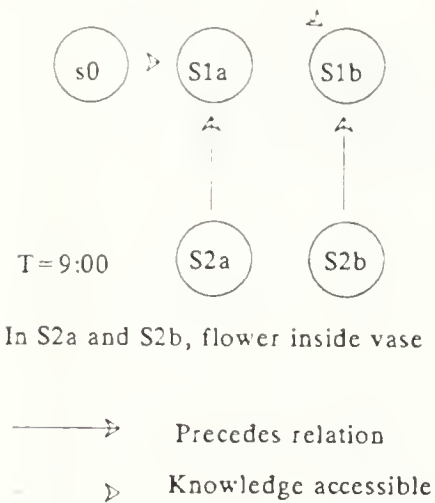 s0 S1a S1b
T=9:00 S2a S2b
In S2a and S2b, flower inside vase
Precedes relation
Knowledge accessible